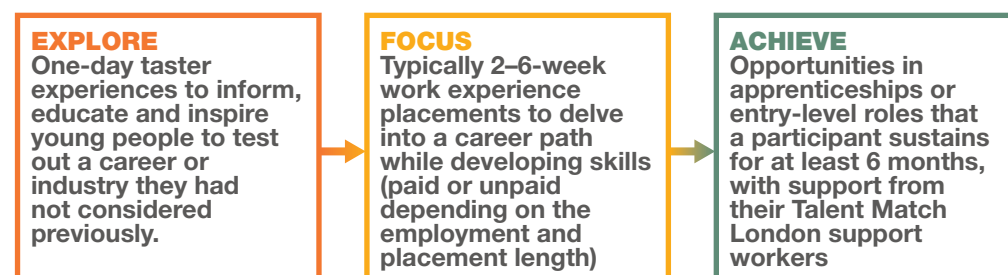 EXPLORE
One-day taster
experiences to inform,
educate and inspire
young people to test
out a career or
industry they had
not considered
previously.
FOCUS
Typically 2–6-week
work experience
placements to delve
into a career path
while developing skills
(paid or unpaid
depending on the
employment and
placement length)
ACHIEVE
Opportunities in
apprenticeships or
entry-level roles that
a participant sustains
for at least 6 months,
with support from
their Talent Match
London support
workers